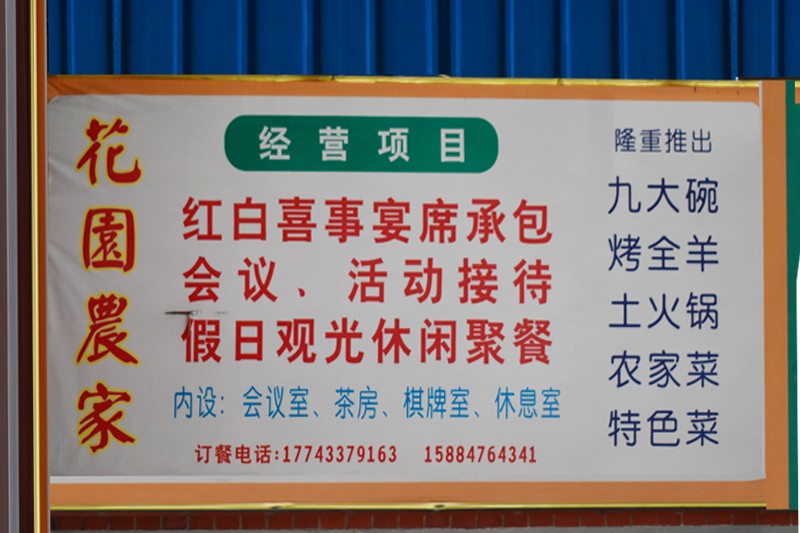 花園農家
经营项目
红白喜事宴席承包
会议、活动接待
假日观光休闲聚餐
内设：会议室、茶房、棋牌室、休息室
订餐电话:17743379163 15884764341
隆重推出
九大碗
烤全羊
土火锅
农家菜
特色菜